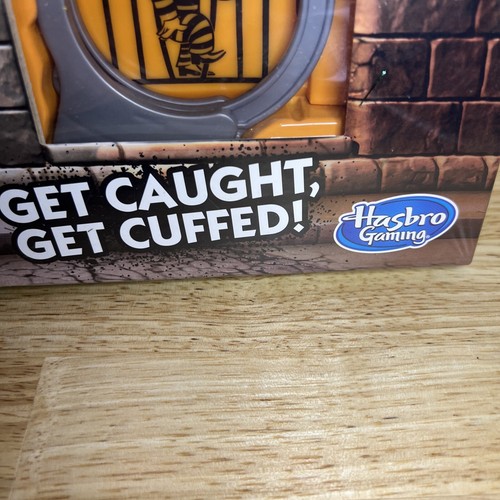 GET CAUGHT,
GET CUFFED!
Hasbro
Gaming